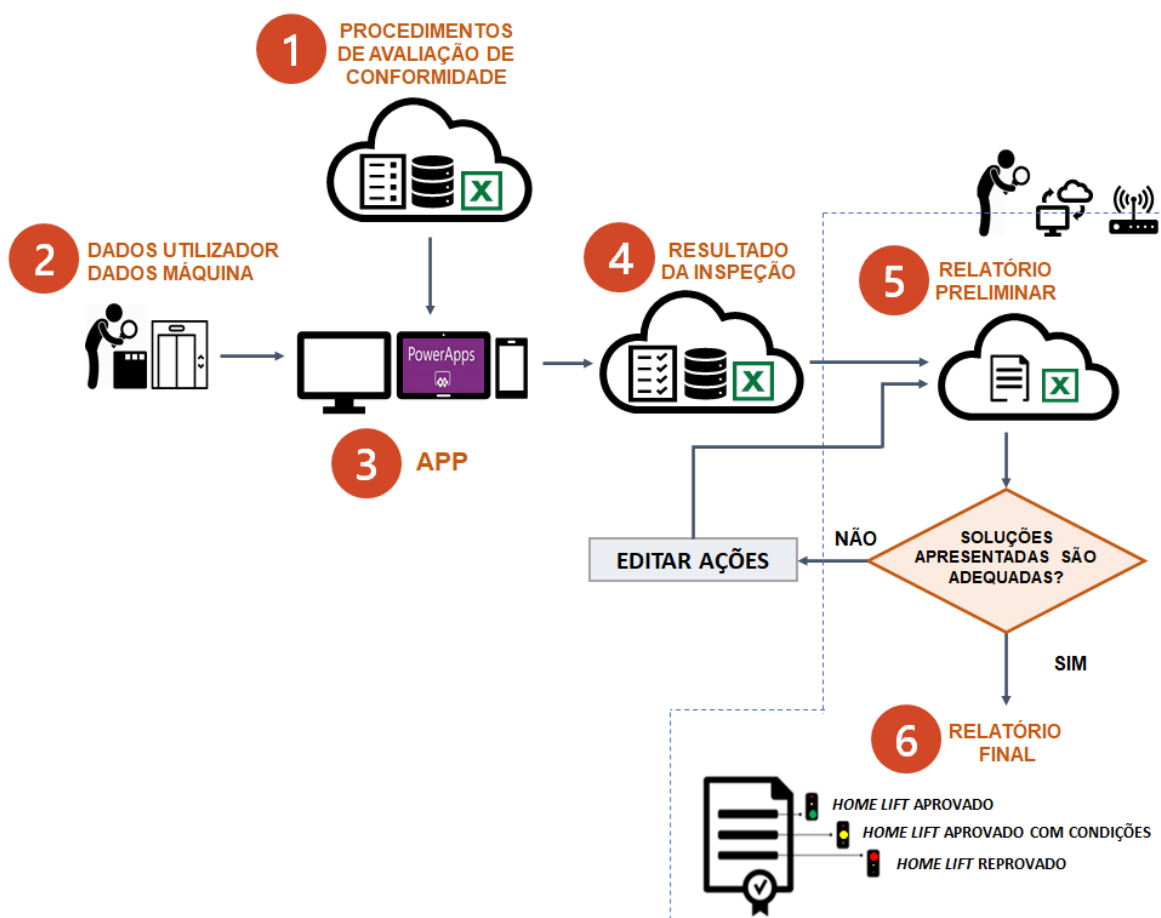 1
PROCEDIMENTOS
DE AVALIAÇÃO DE
CONFORMIDADE
X
2
DADOS UTILIZADOR
DADOS MÁQUINA
PowerApps
3
APP
4
RESULTADO
DA INSPEÇÃO
X
5
RELATÓRIO
PRELIMINAR
X
SOLUÇÕES
APRESENTADAS SÃO
ADEQUADAS?
NÃO
EDITAR AÇÕES
SIM
6
RELATÓRIO
FINAL
HOME LIFT APROVADO
HOME LIFT APROVADO COM CONDIÇÕES
HOME LIFT REPROVADO